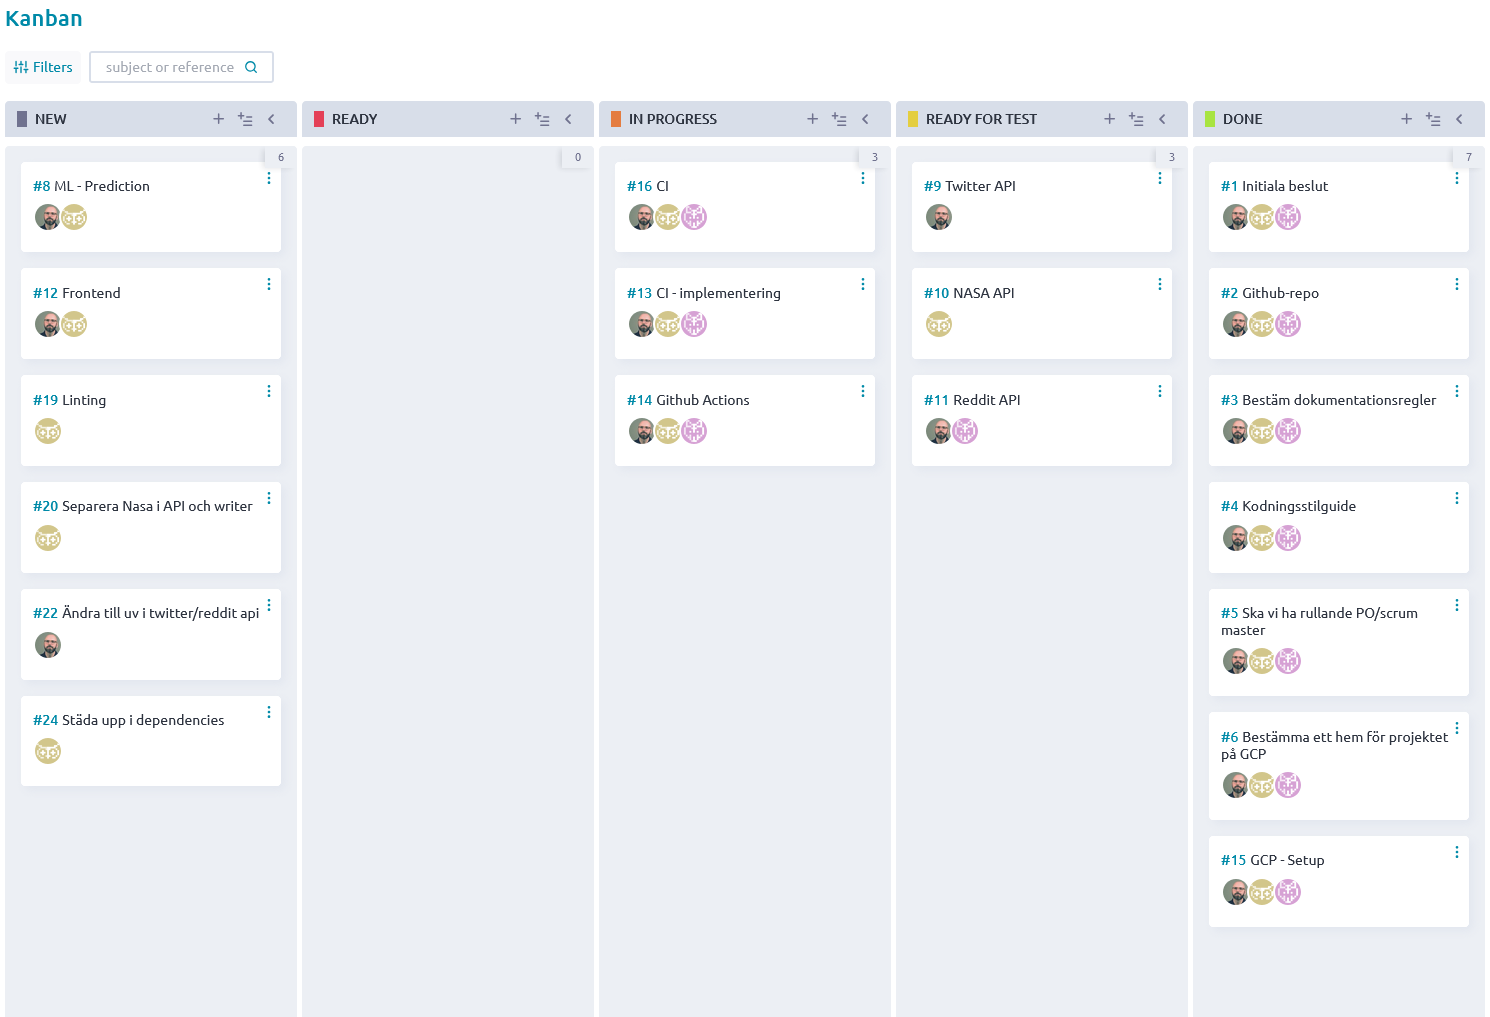 Kanban
Filters
subject or reference
NEW
6
#8 ML - Prediction
#12 Frontend
#19 Linting
#20 Separera Nasa i API och writer
#22 Ändra till uv i twitter/reddit api
#24 Städa upp i dependencies
READY
0
IN PROGRESS
3
#16 CI
#13 CI - implementering
#14 Github Actions
READY FOR TEST
3
#9 Twitter API
#10 NASA API
#11 Reddit API
DONE
7
#1 Initiala beslut
#2 Github-repo
#3 Bestäm dokumentationsregler
#4 Kodningsstilguide
#5 Ska vi ha rullande PO/scrum
master
#6 Bestämma ett hem för projektet
på GCP
#15 GCP - Setup